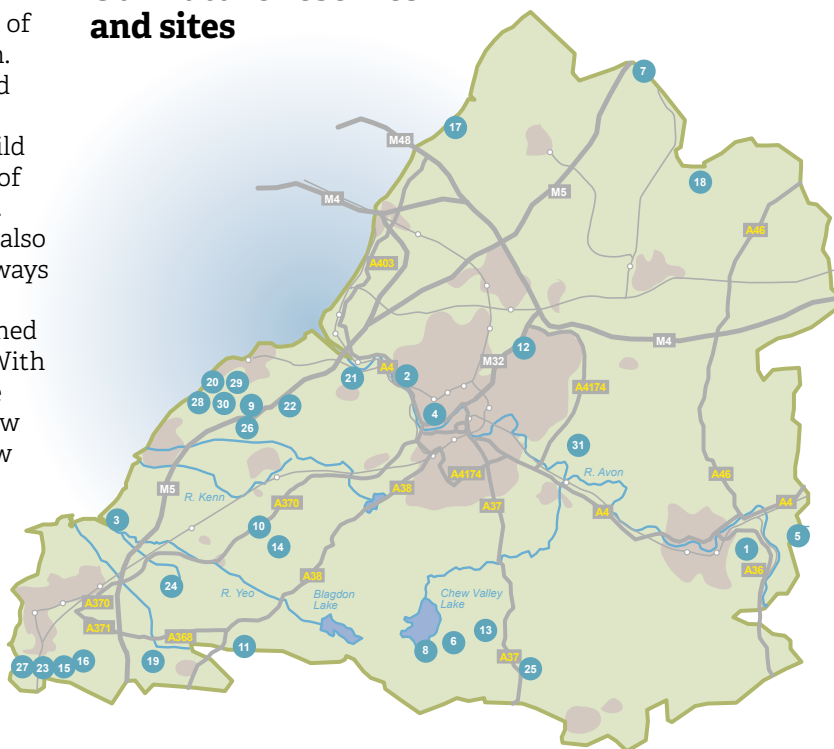 of
and sites
n.
d
ild
of
.
also
ways
ned
With
e
w
w
7
17
M48
18
M5
M4
A46
A403
M4
12
M32
A4
2
21
20
29
A4174
28
30
9
22
4
26
31
A4174
R. Avon
A46
M5
R. Kenn
A38
A370
A37
A4
A4
3
10
5
14
1
A36
24
R. Yeo
A38
Blagdon
Lake
Chew Valley
Lake
A370
A371
A368
11
13
6
8
A37
25
27
23
15
16
19